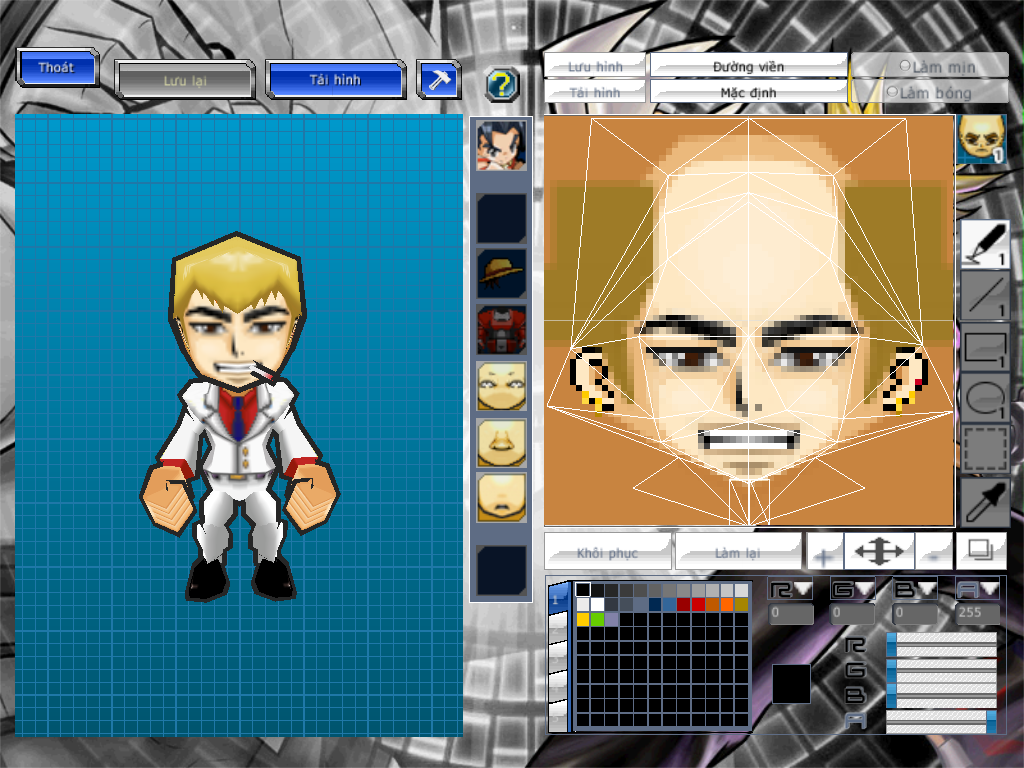 Thoát
Lưu lại
Tải hình
?
Lưu hình
Đường viền
Làm mịn
Tải hình
Mặc định
Làm bóng
1
1
1
1
1
Khôi phục
Làm lại
+
-
1
R
G
B
A
0
0
0
255
R
G
B
A